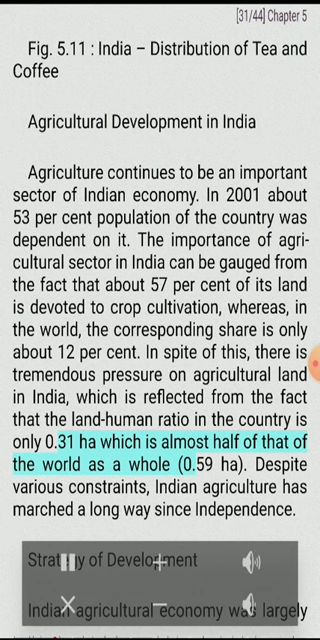 [31/44] Chapter 5
Fig. 5.11 : India – Distribution of Tea and
Coffee
Agricultural Development in India
Agriculture continues to be an important
sector of Indian economy. In 2001 about
53 per cent population of the country was
dependent on it. The importance of agri-
cultural sector in India can be gauged from
the fact that about 57 per cent of its land
is devoted to crop cultivation, whereas, in
the world, the corresponding share is only
about 12 per cent. In spite of this, there is
tremendous pressure on agricultural land
in India, which is reflected from the fact
that the land-human ratio in the country is
only 0.31 ha which is almost half of that of
the world as a whole (0.59 ha). Despite
various constraints, Indian agriculture has
marched a long way since Independence.
Strategy of Development
Indian agricultural economy was largely